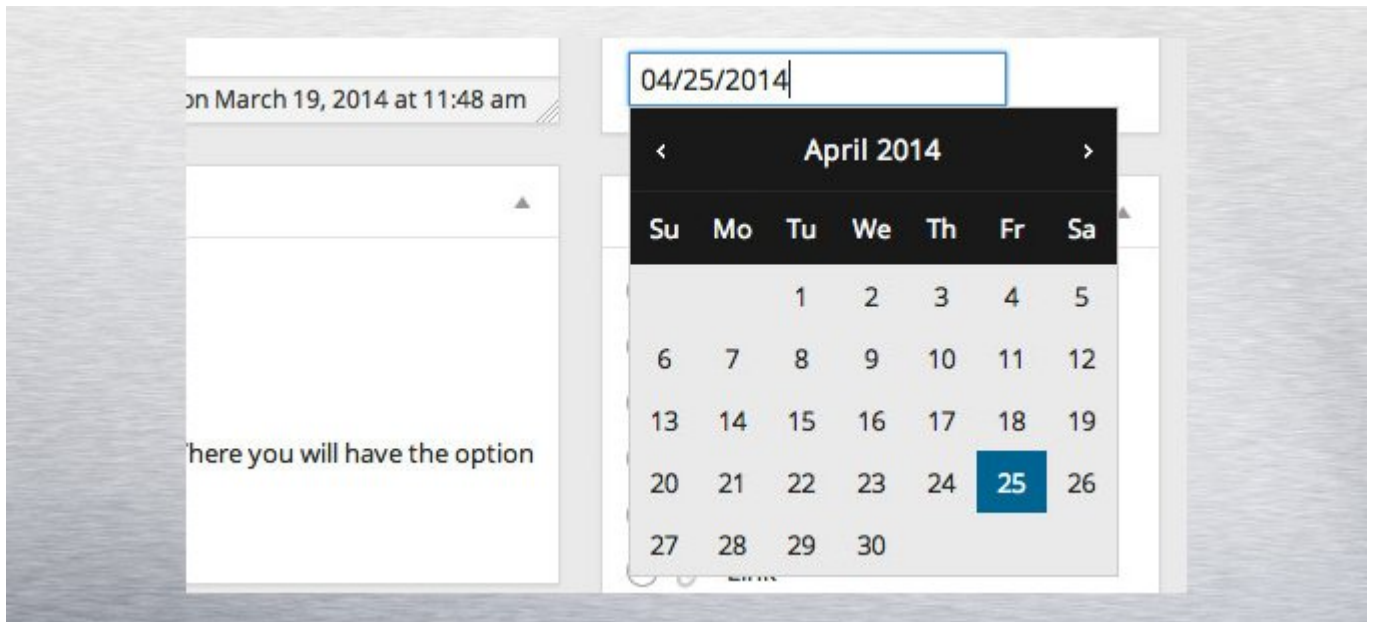 on March 19, 2014 at 11:48 am
here you will have the option
04/25/2014
‹ April 2014 ›
Su Mo Tu We Th Fr Sa
1 2 3 4 5
6 7 8 9 10 11 12
13 14 15 16 17 18 19
20 21 22 23 24 25 26
27 28 29 30
Link